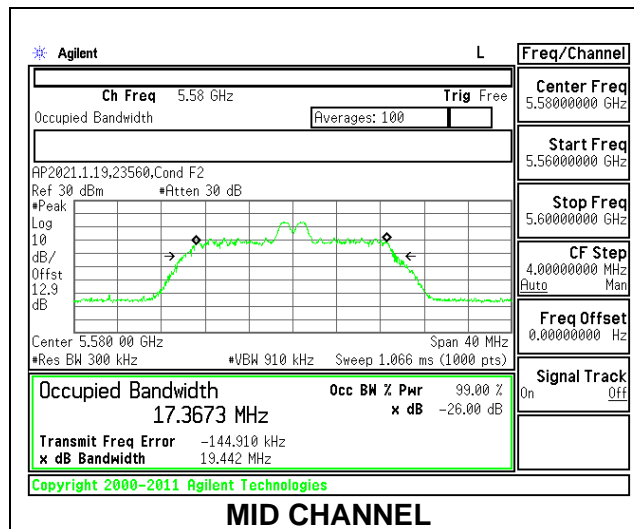 Agilent L
Freq/Channel
Ch Freq 5.58 GHz Trig Free
Occupied Bandwidth Averages: 100
AP2021.1.19,23560,Cond F2
Ref 30 dBm #Atten 30 dB
#Peak
Log
10
dB/
Offst
12.9
dB
Center 5.580 00 GHz Span 40 MHz
#Res BW 300 kHz #VBW 910 kHz Sweep 1.066 ms (1000 pts)
Occupied Bandwidth
17.3673 MHz
Occ BW % Pwr 99.00 %
x dB -26.00 dB
Transmit Freq Error -144.910 kHz
x dB Bandwidth 19.442 MHz
Copyright 2000-2011 Agilent Technologies
Center Freq
5.58000000 GHz
Start Freq
5.56000000 GHz
Stop Freq
5.60000000 GHz
CF Step
4.00000000 MHz
Auto Man
Freq Offset
0.00000000 Hz
Signal Track
On Off
MID CHANNEL